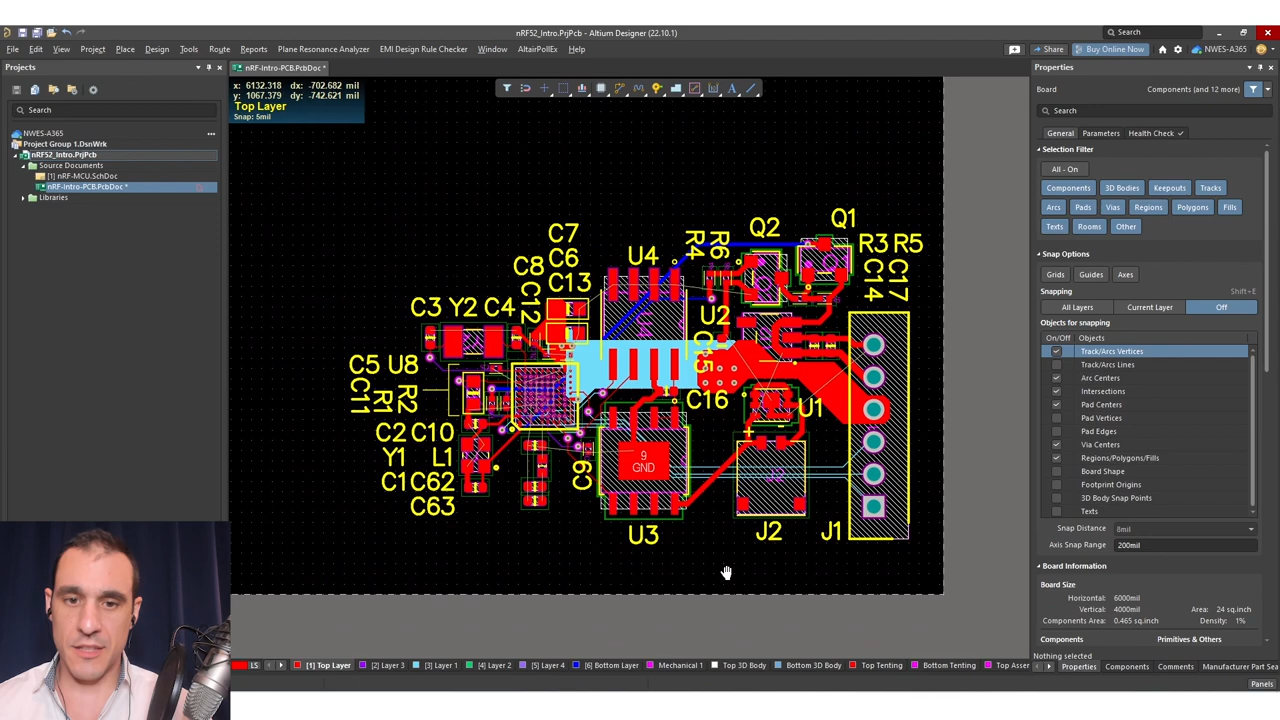 nRF52_Intro.PrjPcb - Altium Designer (22.10.1)
Search
File Edit View Project Place Design Tools Route Reports Plane Resonance Analyzer EMI Design Rule Checker Window AltairPollEx Help
Share Buy Online Now NWES-A365
Projects
nRF-Intro-PCB.PcbDoc *
Properties
x: 6132.318 dx: -702.682 mil
y: 1067.379 dy: -742.621 mil
Top Layer
Snap: 5mil
Board Components (and 12 more)
Search
Search
NWES-A365
Project Group 1.DsnWrk
nRF52_Intro.PrjPcb
Source Documents
[1] nRF-MCU.SchDoc
nRF-Intro-PCB.PcbDoc *
Libraries
General Parameters Health Check
Selection Filter
All - On
Components 3D Bodies Keepouts Tracks
Arcs Pads Vias Regions Polygons Fills
Texts Rooms Other
Snap Options
Grids Guides Axes
Snapping Shift+E
All Layers Current Layer Off
Objects for snapping
On/Off Objects
Track/Arcs Vertices
Track/Arcs Lines
Arc Centers
Intersections
Pad Centers
Pad Vertices
Pad Edges
Via Centers
Regions/Polygons/Fills
Board Shape
Footprint Origins
3D Body Snap Points
Texts
Snap Distance 8mil
Axis Snap Range 200mil
Board Information
Board Size
Horizontal: 6000mil
Vertical: 4000mil Area: 24 sq.inch
Components Area: 0.465 sq.inch Density: 1%
Components Primitives & Others
Nothing selected
Q1
Q2
C7
C6
C13
C8
C12
U4
R4
R6
R3 R5
C14
C17
C3 Y2 C4
U2
C15
C5 U8
C11
R1
R2
C16
U1
C2 C10
Y1 L1
C1 C62
C63
C9
9
GND
U3
J2
J1
LS [1] Top Layer [2] Layer 3 [3] Layer 1 [4] Layer 2 [5] Layer 4 [6] Bottom Layer Mechanical 1 Top 3D Body Bottom 3D Body Top Tenting Bottom Tenting Top Asser
Properties Components Comments Manufacturer Part Sea
Panels